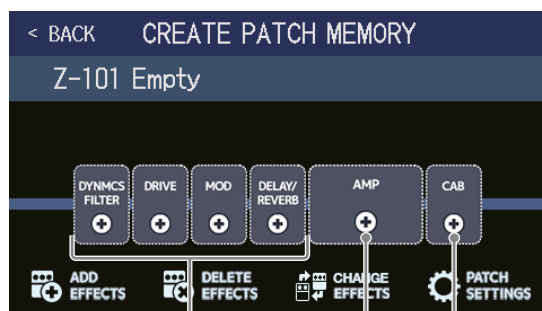 < BACK CREATE PATCH MEMORY
Z-101 Empty
DYNMCS FILTER
DRIVE
MOD
DELAY/ REVERB
AMP
CAB
ADD EFFECTS
DELETE EFFECTS
CHANGE EFFECTS
PATCH SETTINGS